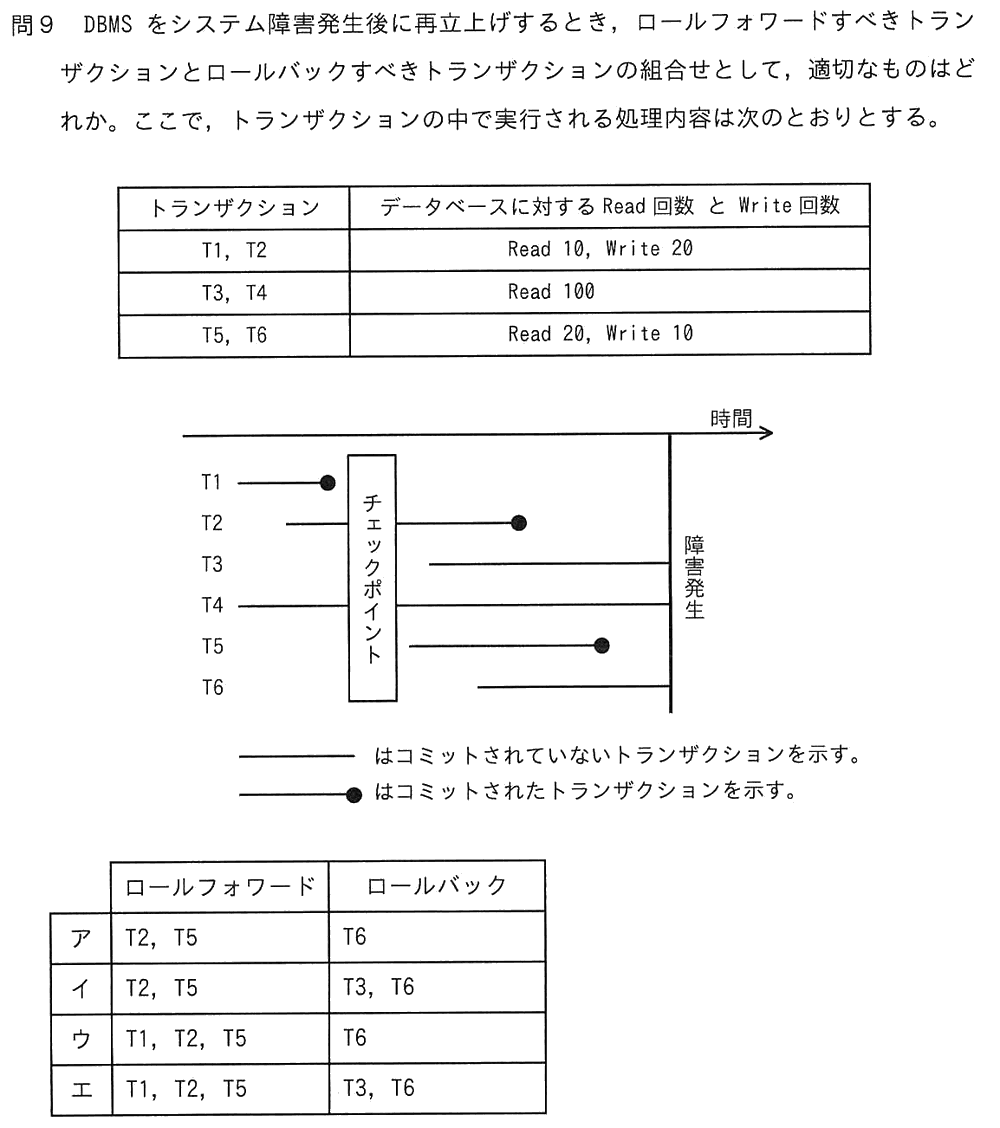 問9 DBMS をシステム障害発生後に再立上げするとき，ロールフォワードすべきトラン
ザクションとロールバックすべきトランザクションの組合せとして，適切なものはど
れか。ここで，トランザクションの中で実行される処理内容は次のとおりとする。
トランザクション データベースに対する Read 回数 と Write 回数
T1, T2 Read 10, Write 20
T3, T4 Read 100
T5, T6 Read 20, Write 10
時間
T1
T2
T3
T4
T5
T6
チェックポイント
障害発生
はコミットされていないトランザクションを示す。
はコミットされたトランザクションを示す。
ロールフォワード ロールバック
ア T2, T5 T6
イ T2, T5 T3, T6
ウ T1, T2, T5 T6
エ T1, T2, T5 T3, T6